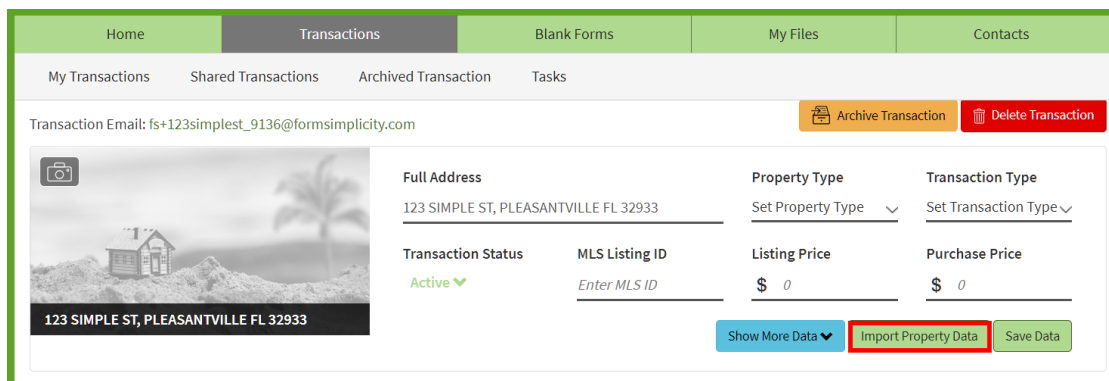 Home Transactions Blank Forms My Files Contacts
My Transactions Shared Transactions Archived Transaction Tasks
Archive Transaction Delete Transaction
Transaction Email: fs+123simplest_9136@formsimplicity.com
Full Address Property Type Transaction Type
123 SIMPLE ST, PLEASANTVILLE FL 32933 Set Property Type Set Transaction Type
Transaction Status MLS Listing ID Listing Price Purchase Price
Active Enter MLS ID $ 0 $ 0
123 SIMPLE ST, PLEASANTVILLE FL 32933
Show More Data Import Property Data Save Data